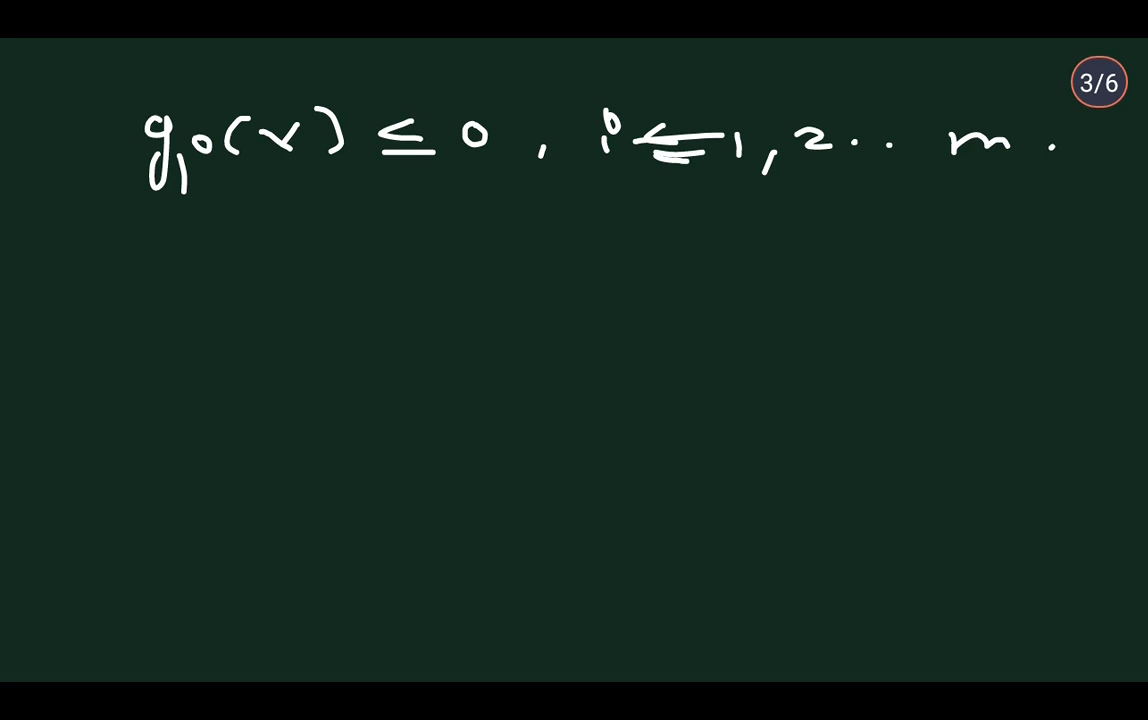 3/6
gᵢ(x) ≤ 0 , i = 1, 2 . . m .